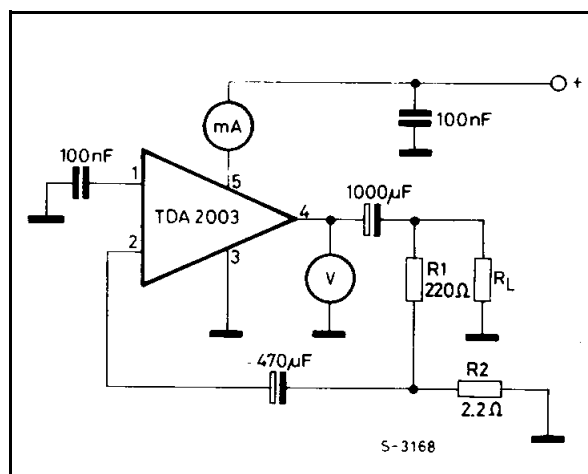 +
mA
100nF
100nF
1
5
TDA 2003
4
1000µF
2
3
V
R1
220Ω
RL
470µF
R2
2.2Ω
S-3168